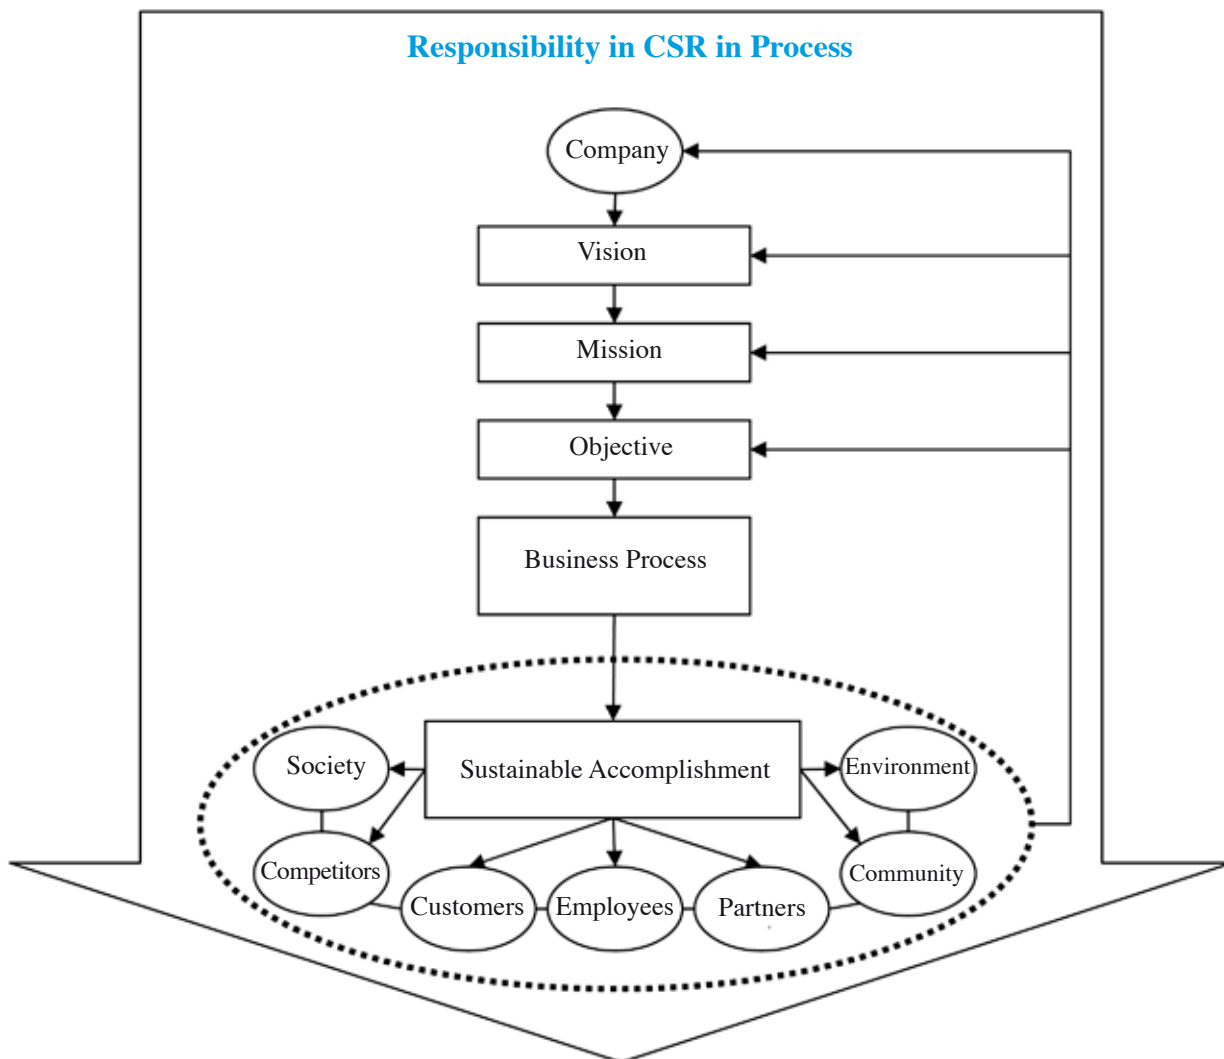 Responsibility in CSR in Process
Company
Vision
Mission
Objective
Business Process
Sustainable Accomplishment
Society
Environment
Competitors
Community
Customers
Employees
Partners